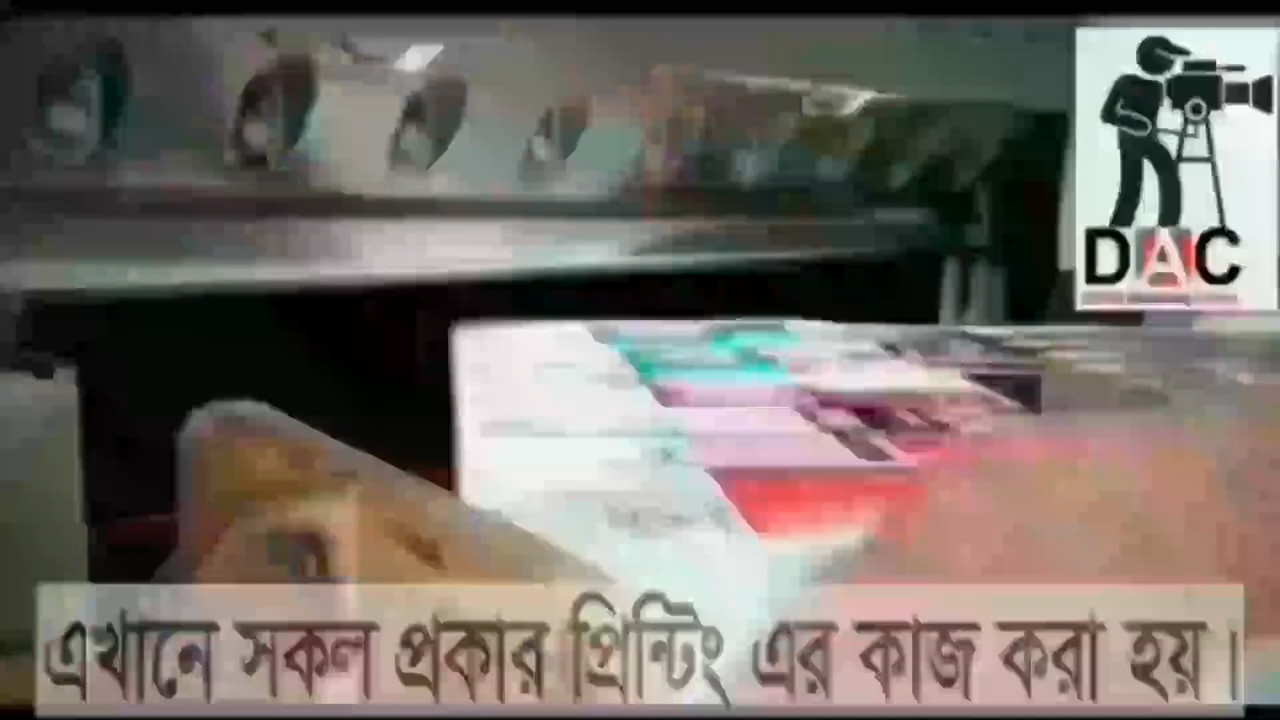 DAC
এখানে সকল প্রকার প্রিন্টিং এর কাজ করা হয়।